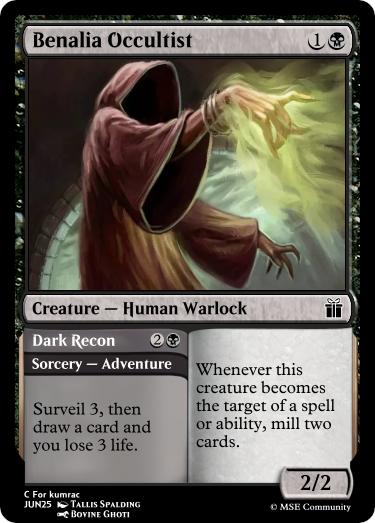 Benalia Occultist 1
Creature — Human Warlock
Dark Recon 2
Sorcery — Adventure
Surveil 3, then
draw a card and
you lose 3 life.
Whenever this
creature becomes
the target of a spell
or ability, mill two
cards.
2/2
C For kumrac
JUN25 Tallis Spalding
Bovine Ghoti
© MSE Community